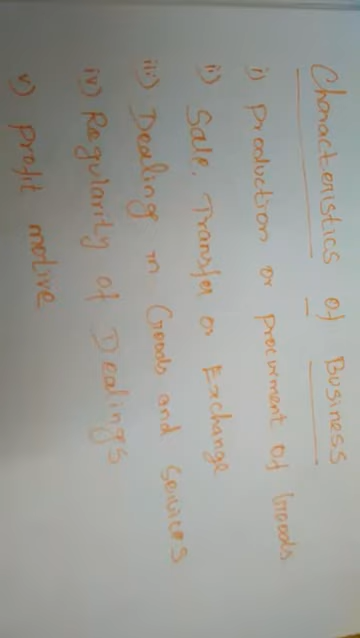 Characteristics of Business
i) Production or procurment of Goods
ii) Sale, Transfer or Exchange
iii) Dealing in Goods and Services
iv) Regularity of Dealings
v) Profit motive